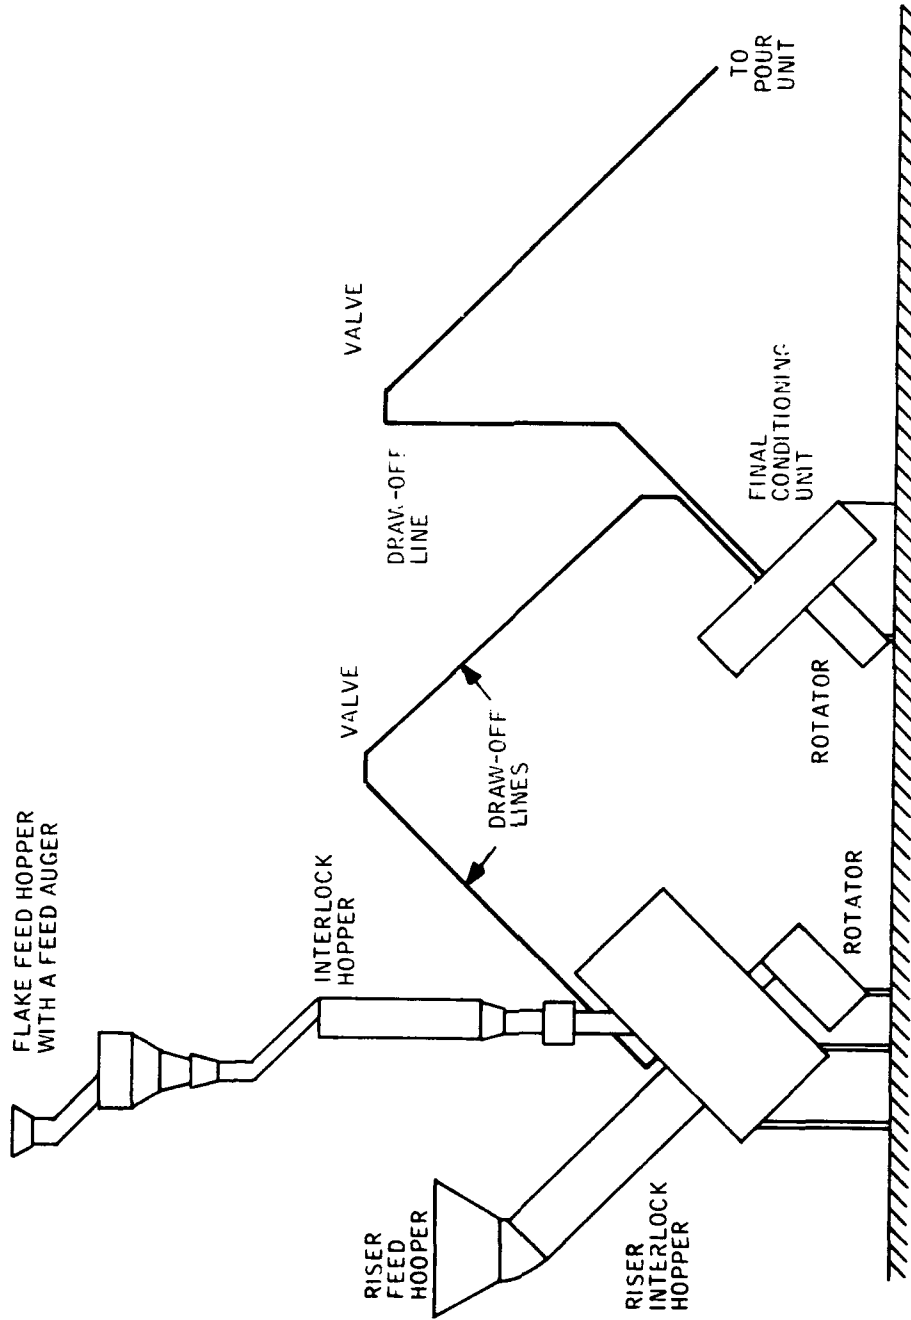 FLAKE FEED HOPPER
WITH A FEED AUGER
INTERLOCK
HOPPER
VALVE
VALVE
RISER
FEED
HOOPER
DRAW-OFF
LINES
DRAW-OFF
LINE
TO
POUR
UNIT
RISER
INTERLOCK
HOPPER
ROTATOR
ROTATOR
FINAL
CONDITIONING
UNIT